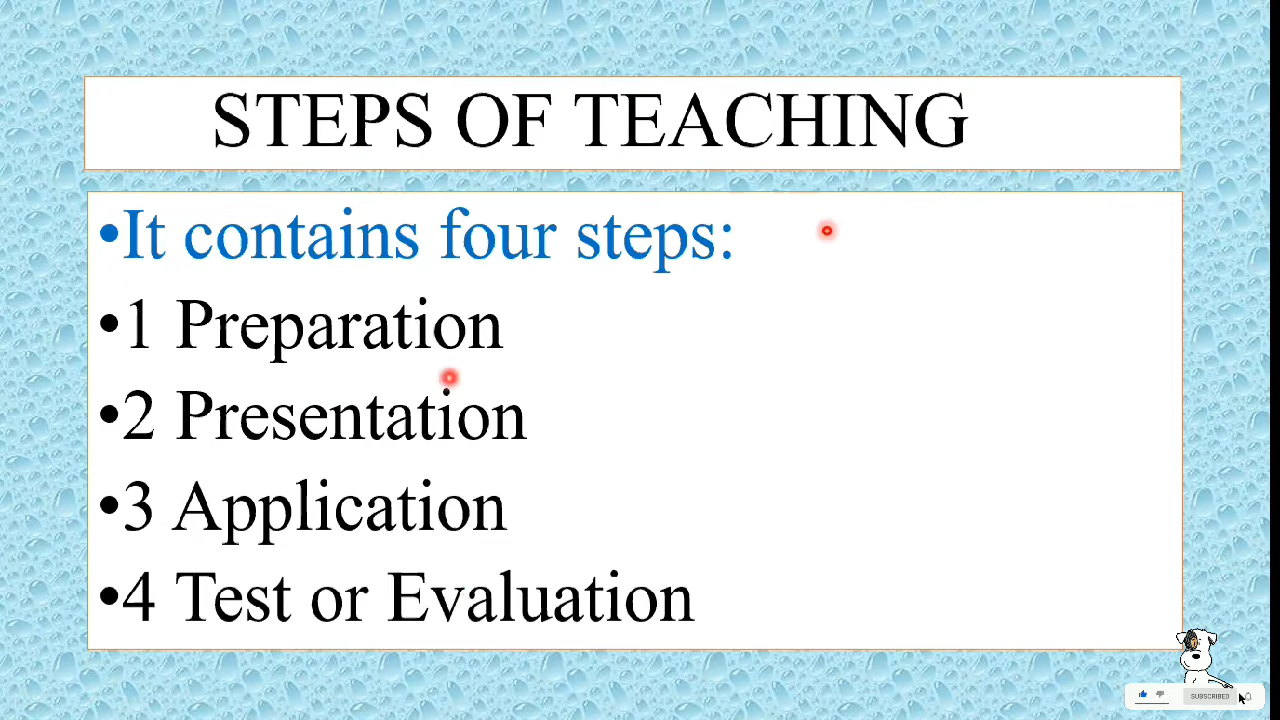 STEPS OF TEACHING
•It contains four steps:
•1 Preparation
•2 Presentation
•3 Application
•4 Test or Evaluation
SUBSCRIBED